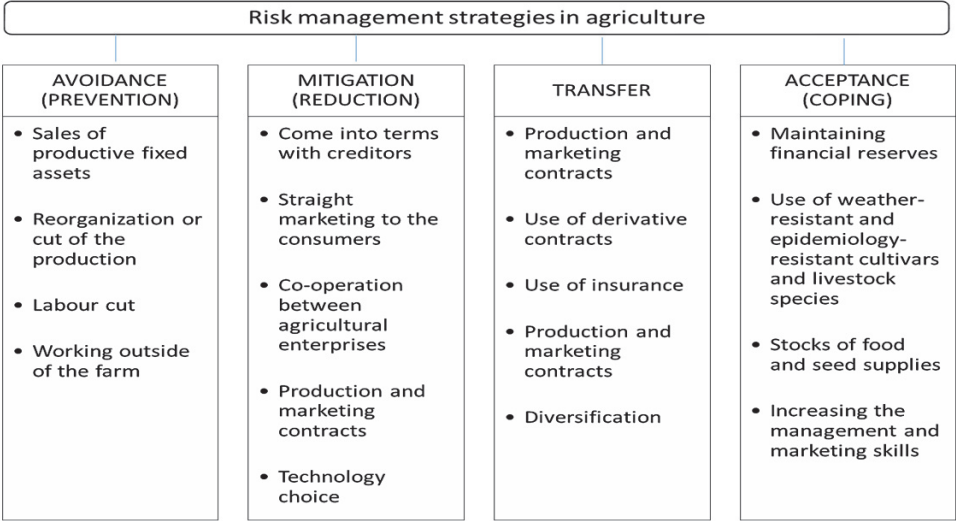 Risk management strategies in agriculture
AVOIDANCE
(PREVENTION)
• Sales of
productive fixed
assets
• Reorganization or
cut of the
production
• Labour cut
• Working outside
of the farm
MITIGATION
(REDUCTION)
• Come into terms
with creditors
• Straight
marketing to the
consumers
• Co-operation
between
agricultural
enterprises
• Production and
marketing
contracts
• Technology
choice
TRANSFER
• Production and
marketing
contracts
• Use of derivative
contracts
• Use of insurance
• Production and
marketing
contracts
• Diversification
ACCEPTANCE
(COPING)
• Maintaining
financial reserves
• Use of weather-
resistant and
epidemiology-
resistant cultivars
and livestock
species
• Stocks of food
and seed supplies
• Increasing the
management and
marketing skills